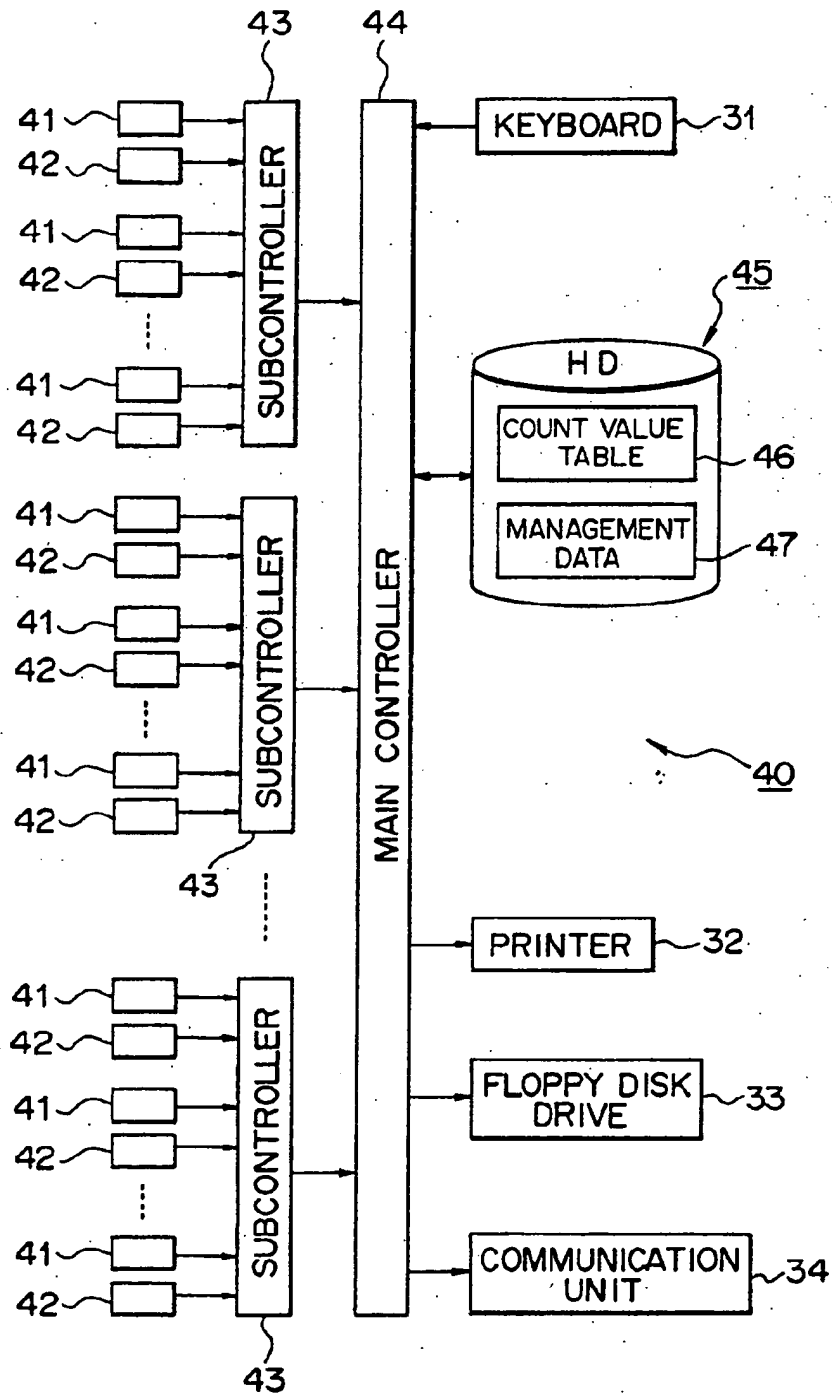 43
44
41
42
41
42
41
42
SUBCONTROLLER
KEYBOARD
31
45
HD
COUNT VALUE
TABLE
46
MANAGEMENT
DATA
47
41
42
41
42
41
42
SUBCONTROLLER
43
MAIN CONTROLLER
40
PRINTER
32
41
42
41
42
41
42
SUBCONTROLLER
43
FLOPPY DISK
DRIVE
33
COMMUNICATION
UNIT
34